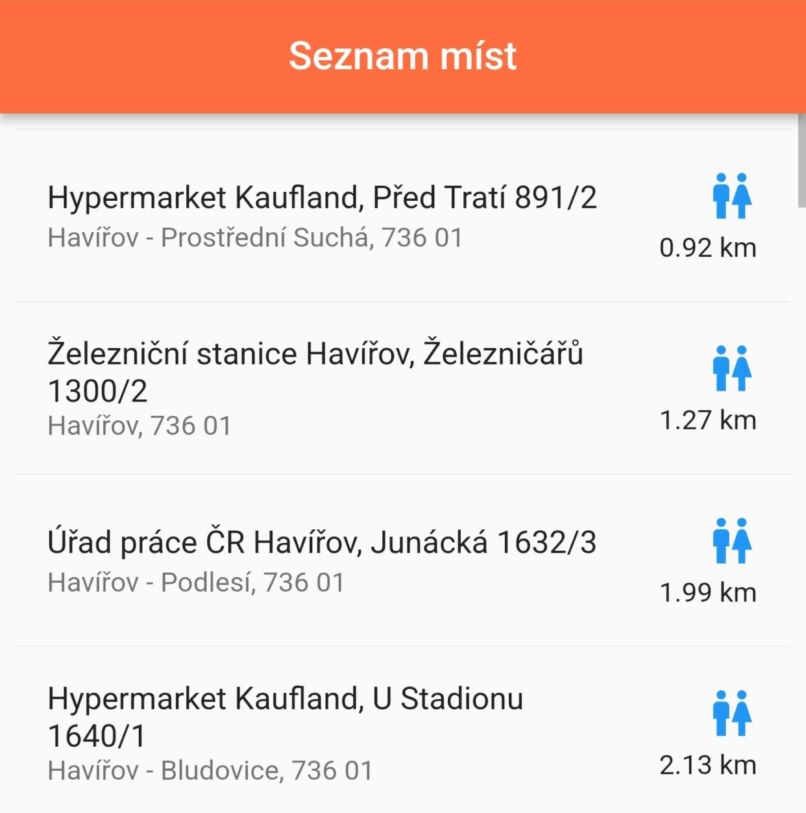 Seznam míst
Hypermarket Kaufland, Před Tratí 891/2
Havířov - Prostřední Suchá, 736 01
0.92 km
Železniční stanice Havířov, Železničářů
1300/2
Havířov, 736 01
1.27 km
Úřad práce ČR Havířov, Junácká 1632/3
Havířov - Podlesí, 736 01
1.99 km
Hypermarket Kaufland, U Stadionu
1640/1
Havířov - Bludovice, 736 01
2.13 km